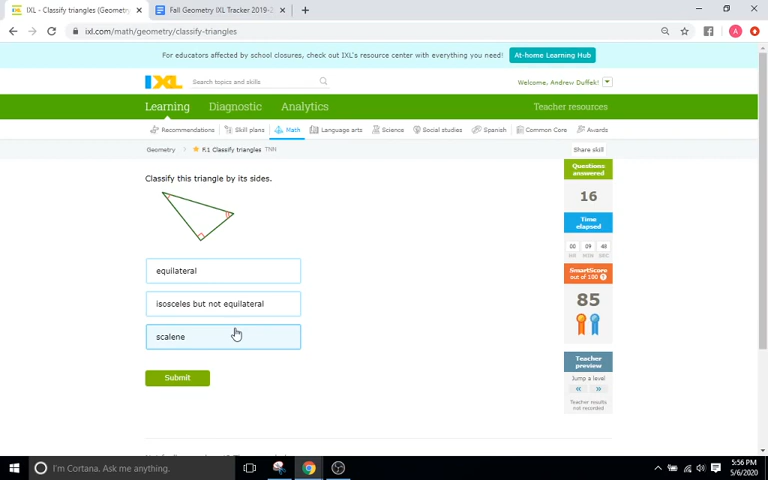 IXL - Classify triangles (Geometr
Fall Geometry IXL Tracker 2019-2
ixl.com/math/geometry/classify-triangles
For educators affected by school closures, check out IXL's resource center with everything you need!
At-home Learning Hub
IXL
Search topics and skills
Welcome, Andrew Duffek!
Learning
Diagnostic
Analytics
Teacher resources
Recommendations
Skill plans
Math
Language arts
Science
Social studies
Spanish
Common Core
Awards
Geometry
F.1 Classify triangles
TNN
Share skill
Classify this triangle by its sides.
equilateral
isosceles but not equilateral
scalene
Submit
Questions
answered
16
Time
elapsed
00 09 48
HR MIN SEC
SmartScore
out of 100
85
Teacher
preview
Jump a level
Teacher results
not recorded
I'm Cortana. Ask me anything.
5:56 PM
5/6/2020